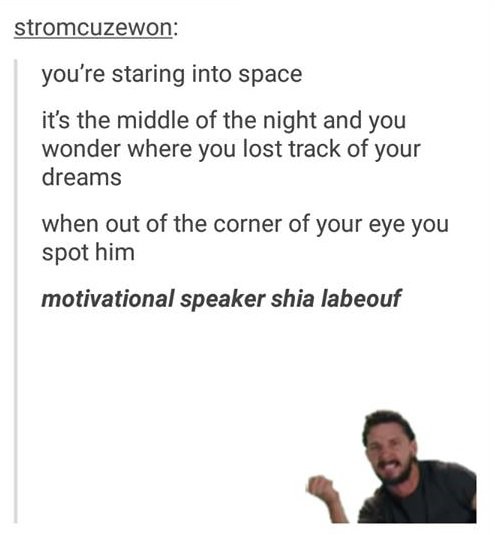 stromcuzewon:
you're staring into space
it's the middle of the night and you
wonder where you lost track of your
dreams
when out of the corner of your eye you
spot him
motivational speaker shia labeouf